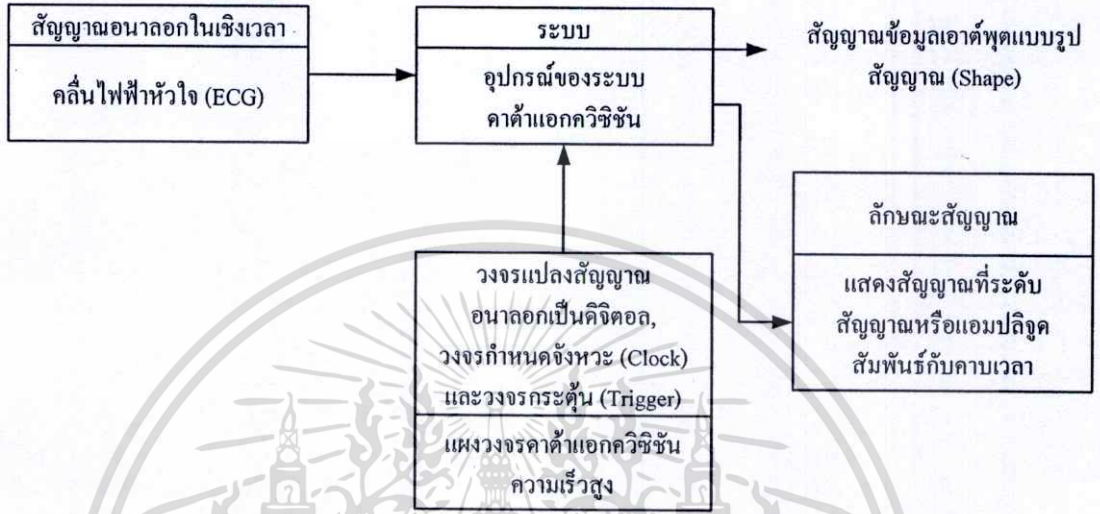 สัญญาณอนาลอกในเชิงเวลา
คลื่นไฟฟ้าหัวใจ (ECG)
ระบบ
อุปกรณ์ของระบบ
ดาต้าแอกควิซิชัน
สัญญาณข้อมูลเอาต์พุตแบบรูป
สัญญาณ (Shape)
ลักษณะสัญญาณ
แสดงสัญญาณที่ระดับ
สัญญาณหรือแอมปลิจูด
สัมพันธ์กับคาบเวลา
วงจรแปลงสัญญาณ
อนาลอกเป็นดิจิตอล,
วงจรกำหนดจังหวะ (Clock)
และวงจรกระตุ้น (Trigger)
แผงวงจรดาต้าแอกควิซิชัน
ความเร็วสูง